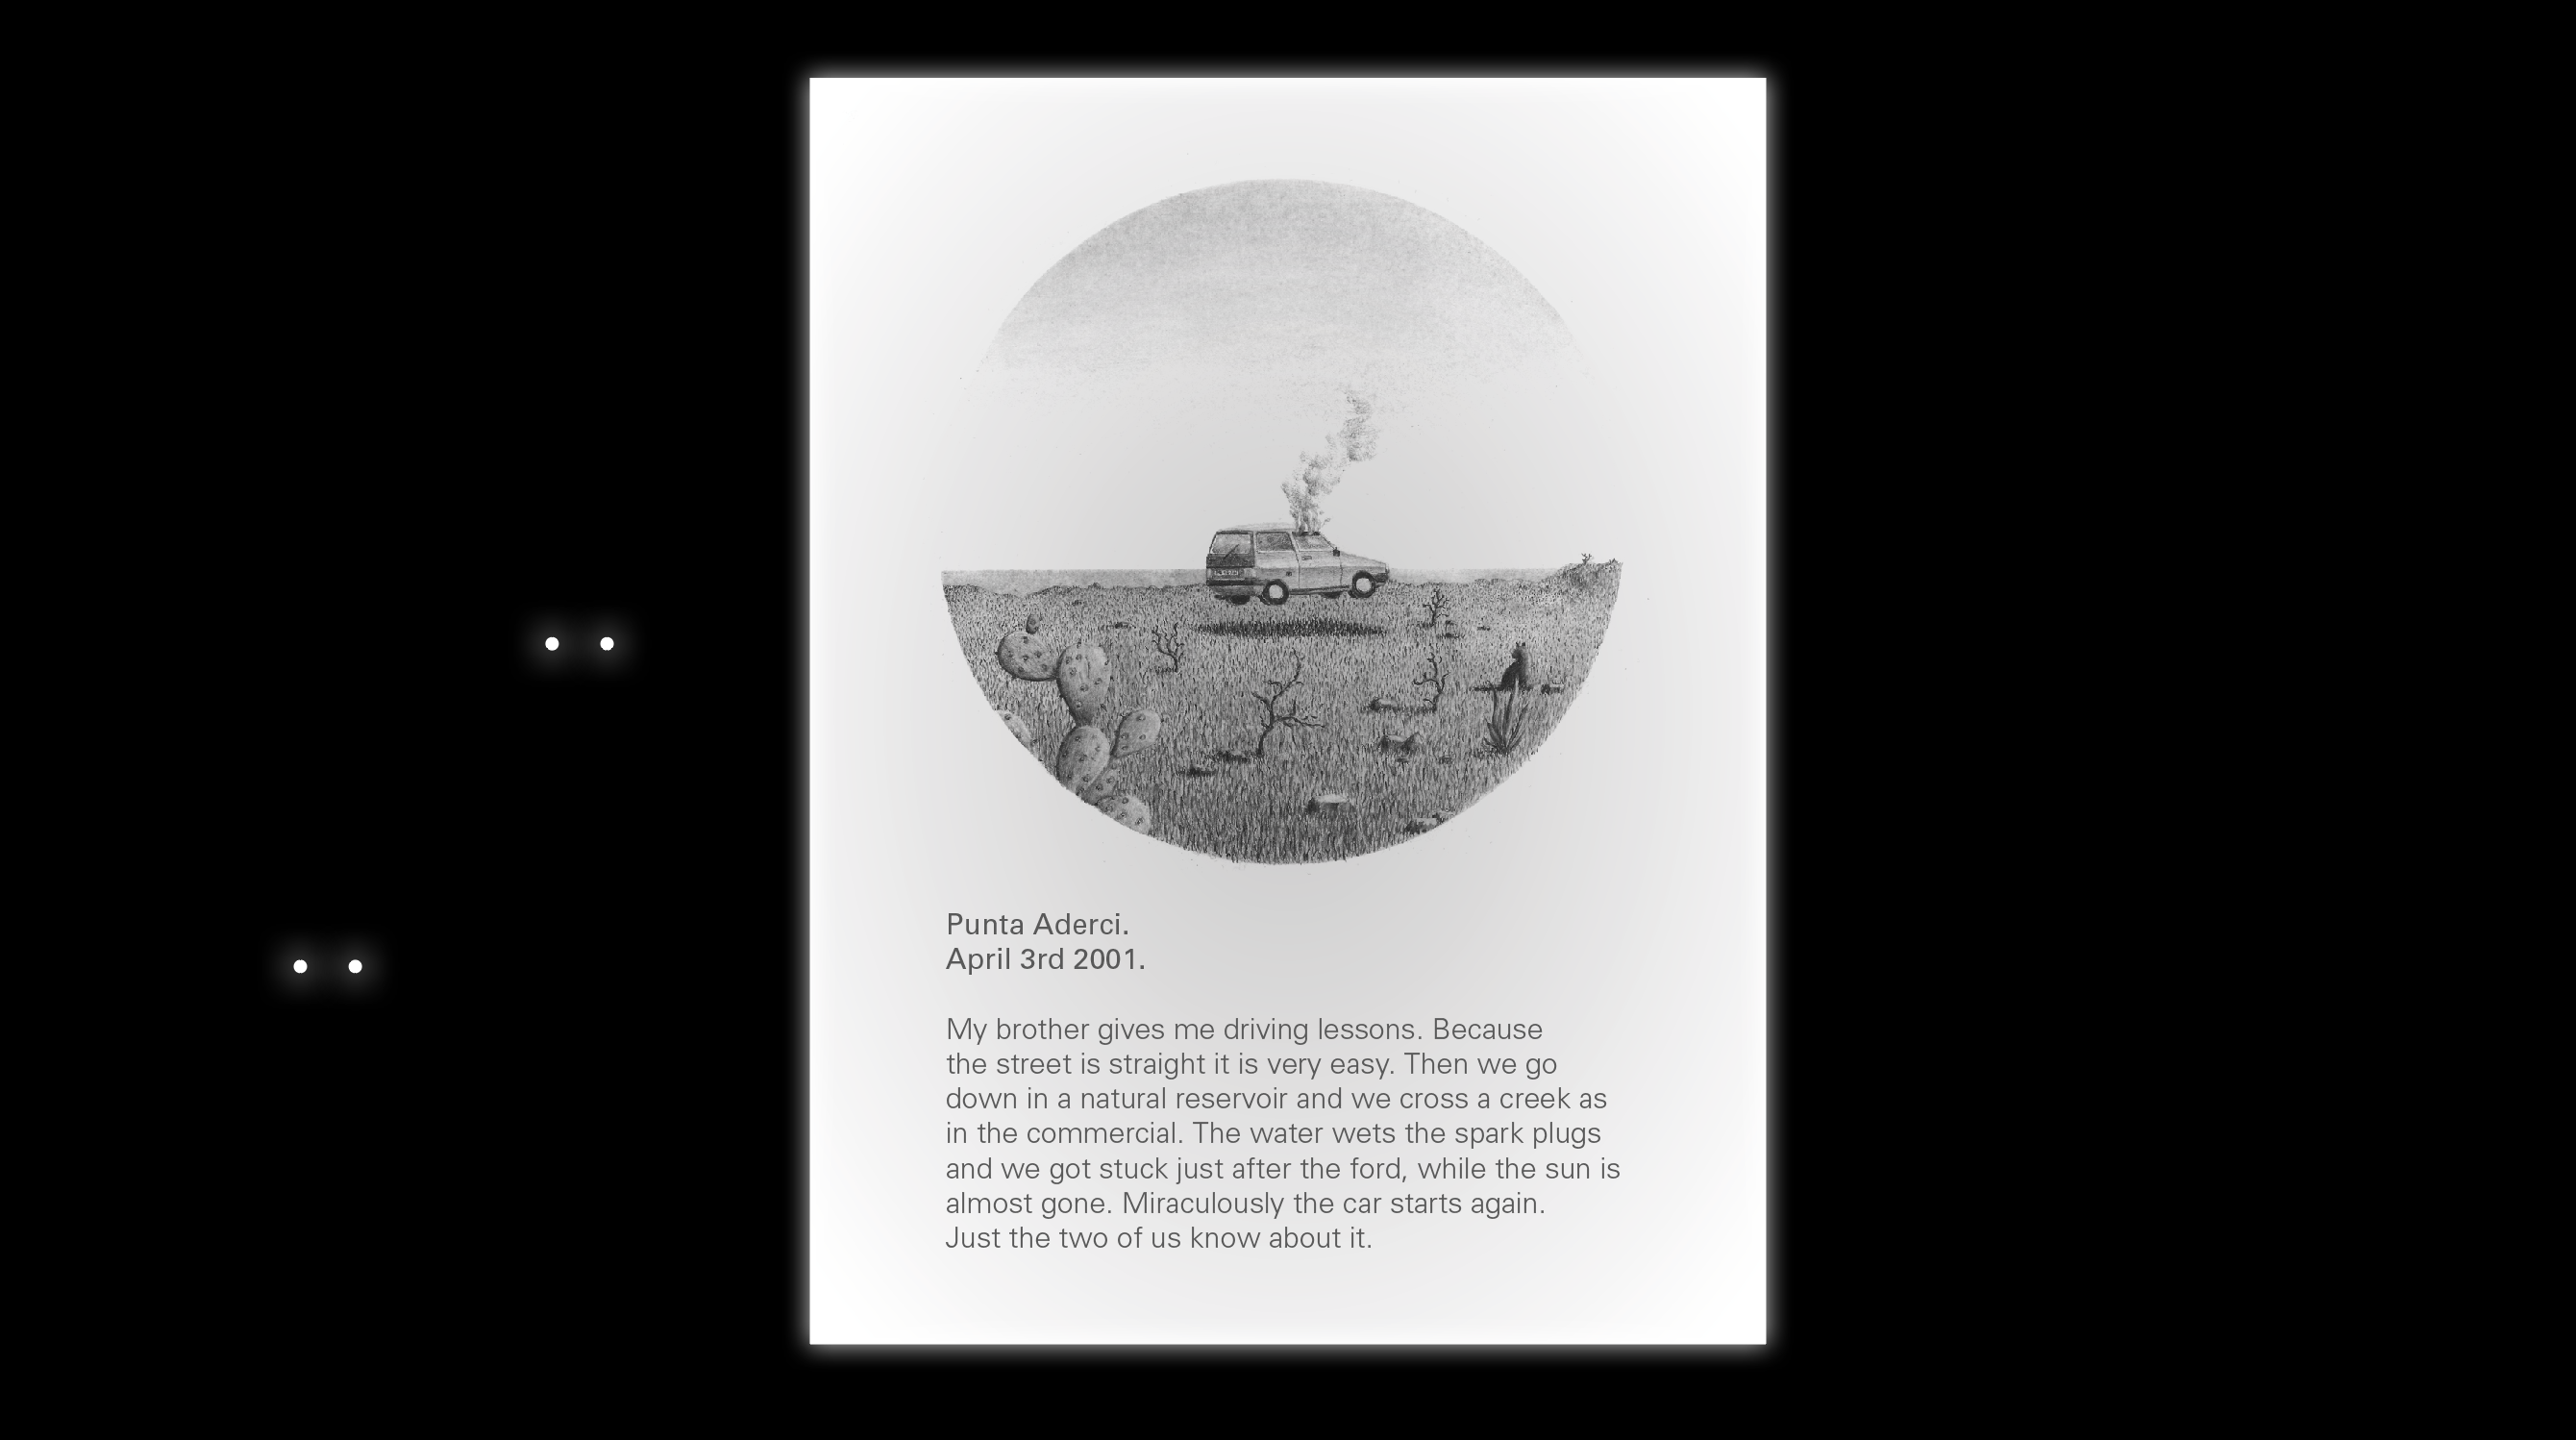 Punta Aderci.
April 3rd 2001.
My brother gives me driving lessons. Because
the street is straight it is very easy. Then we go
down in a natural reservoir and we cross a creek as
in the commercial. The water wets the spark plugs
and we got stuck just after the ford, while the sun is
almost gone. Miraculously the car starts again.
Just the two of us know about it.